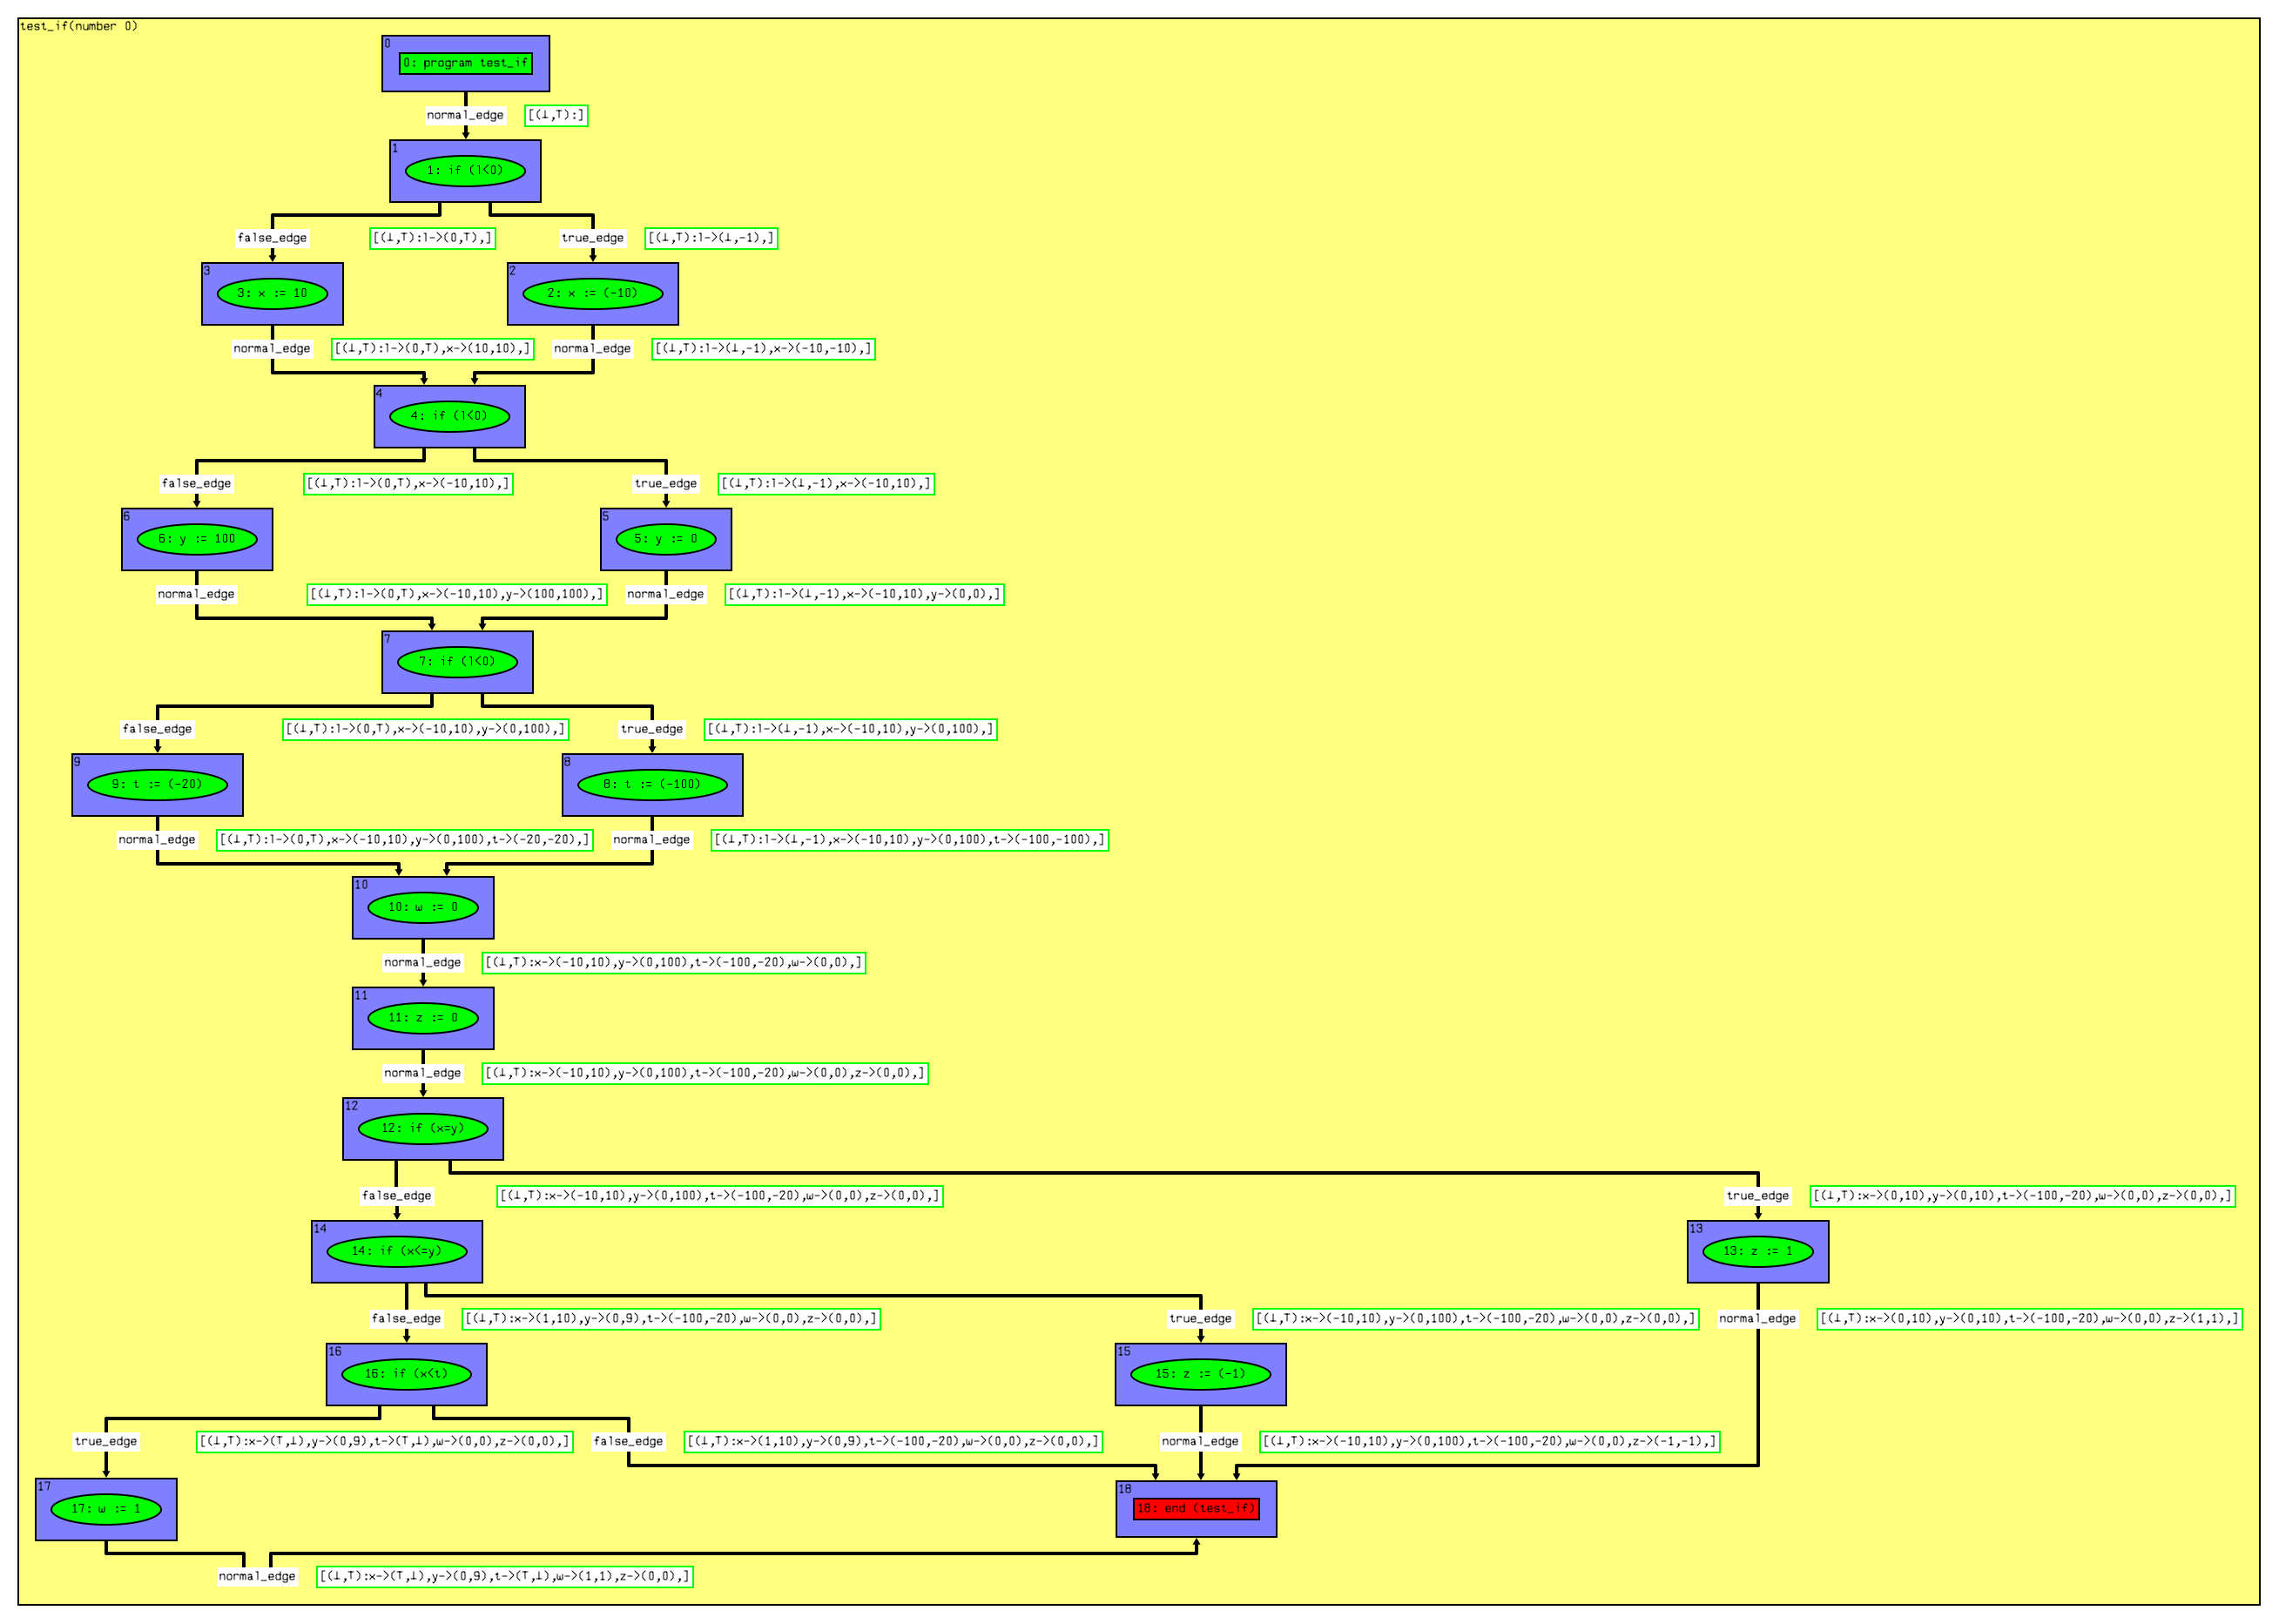 test_if(number 0)
0
0: program test_if
normal_edge
[(⊥,T):]
1
1: if (l<0)
false_edge
[(⊥,T):l->(0,T),]
true_edge
[(⊥,T):l->(⊥,-1),]
3
3: x := 10
2
2: x := (-10)
normal_edge
[(⊥,T):l->(0,T),x->(10,10),]
normal_edge
[(⊥,T):l->(⊥,-1),x->(-10,-10),]
4
4: if (l<0)
false_edge
[(⊥,T):l->(0,T),x->(-10,10),]
true_edge
[(⊥,T):l->(⊥,-1),x->(-10,10),]
6
6: y := 100
5
5: y := 0
normal_edge
[(⊥,T):l->(0,T),x->(-10,10),y->(100,100),]
normal_edge
[(⊥,T):l->(⊥,-1),x->(-10,10),y->(0,0),]
7
7: if (l<0)
false_edge
[(⊥,T):l->(0,T),x->(-10,10),y->(0,100),]
true_edge
[(⊥,T):l->(⊥,-1),x->(-10,10),y->(0,100),]
9
9: t := (-20)
8
8: t := (-100)
normal_edge
[(⊥,T):l->(0,T),x->(-10,10),y->(0,100),t->(-20,-20),]
normal_edge
[(⊥,T):l->(⊥,-1),x->(-10,10),y->(0,100),t->(-100,-100),]
10
10: w := 0
normal_edge
[(⊥,T):x->(-10,10),y->(0,100),t->(-100,-20),w->(0,0),]
11
11: z := 0
normal_edge
[(⊥,T):x->(-10,10),y->(0,100),t->(-100,-20),w->(0,0),z->(0,0),]
12
12: if (x=y)
false_edge
[(⊥,T):x->(-10,10),y->(0,100),t->(-100,-20),w->(0,0),z->(0,0),]
true_edge
[(⊥,T):x->(0,10),y->(0,10),t->(-100,-20),w->(0,0),z->(0,0),]
14
14: if (x<=y)
13
13: z := 1
false_edge
[(⊥,T):x->(1,10),y->(0,9),t->(-100,-20),w->(0,0),z->(0,0),]
true_edge
[(⊥,T):x->(-10,10),y->(0,100),t->(-100,-20),w->(0,0),z->(0,0),]
normal_edge
[(⊥,T):x->(0,10),y->(0,10),t->(-100,-20),w->(0,0),z->(1,1),]
16
16: if (x<t)
15
15: z := (-1)
true_edge
[(⊥,T):x->(T,⊥),y->(0,9),t->(T,⊥),w->(0,0),z->(0,0),]
false_edge
[(⊥,T):x->(1,10),y->(0,9),t->(-100,-20),w->(0,0),z->(0,0),]
normal_edge
[(⊥,T):x->(-10,10),y->(0,100),t->(-100,-20),w->(0,0),z->(-1,-1),]
17
17: w := 1
18
18: end (test_if)
normal_edge
[(⊥,T):x->(T,⊥),y->(0,9),t->(T,⊥),w->(1,1),z->(0,0),]